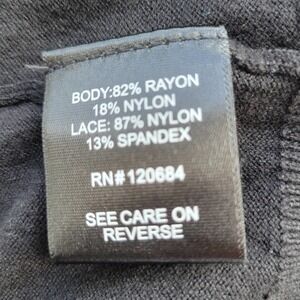 BODY:82% RAYON
18% NYLON
LACE: 87% NYLON
13% SPANDEX
RN#120684
SEE CARE ON
REVERSE